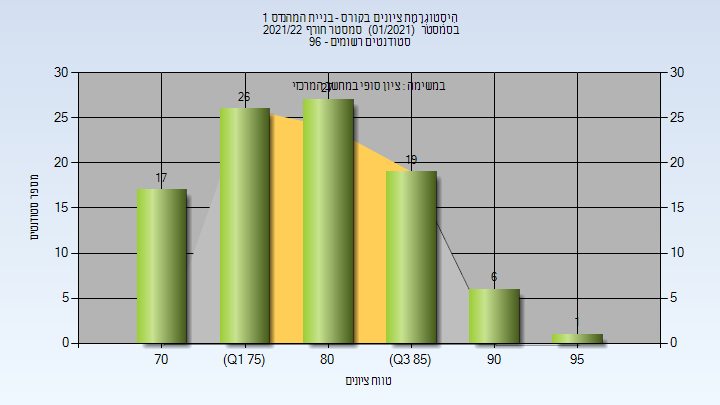 היסטוגרמת ציונים בקורס - בניית המהנדס 1
בסמסטר (01/2021) סמסטר חורף 2021/22
סטודנטים רשומים - 96
במשימה : ציון סופי במחשב המרכזי
30 30
25 25
20 20
15 15
10 10
5 5
0 0
17 26 27 19 6 1
70 (Q1 75) 80 (Q3 85) 90 95
מספר סטודנטים
טווח ציונים